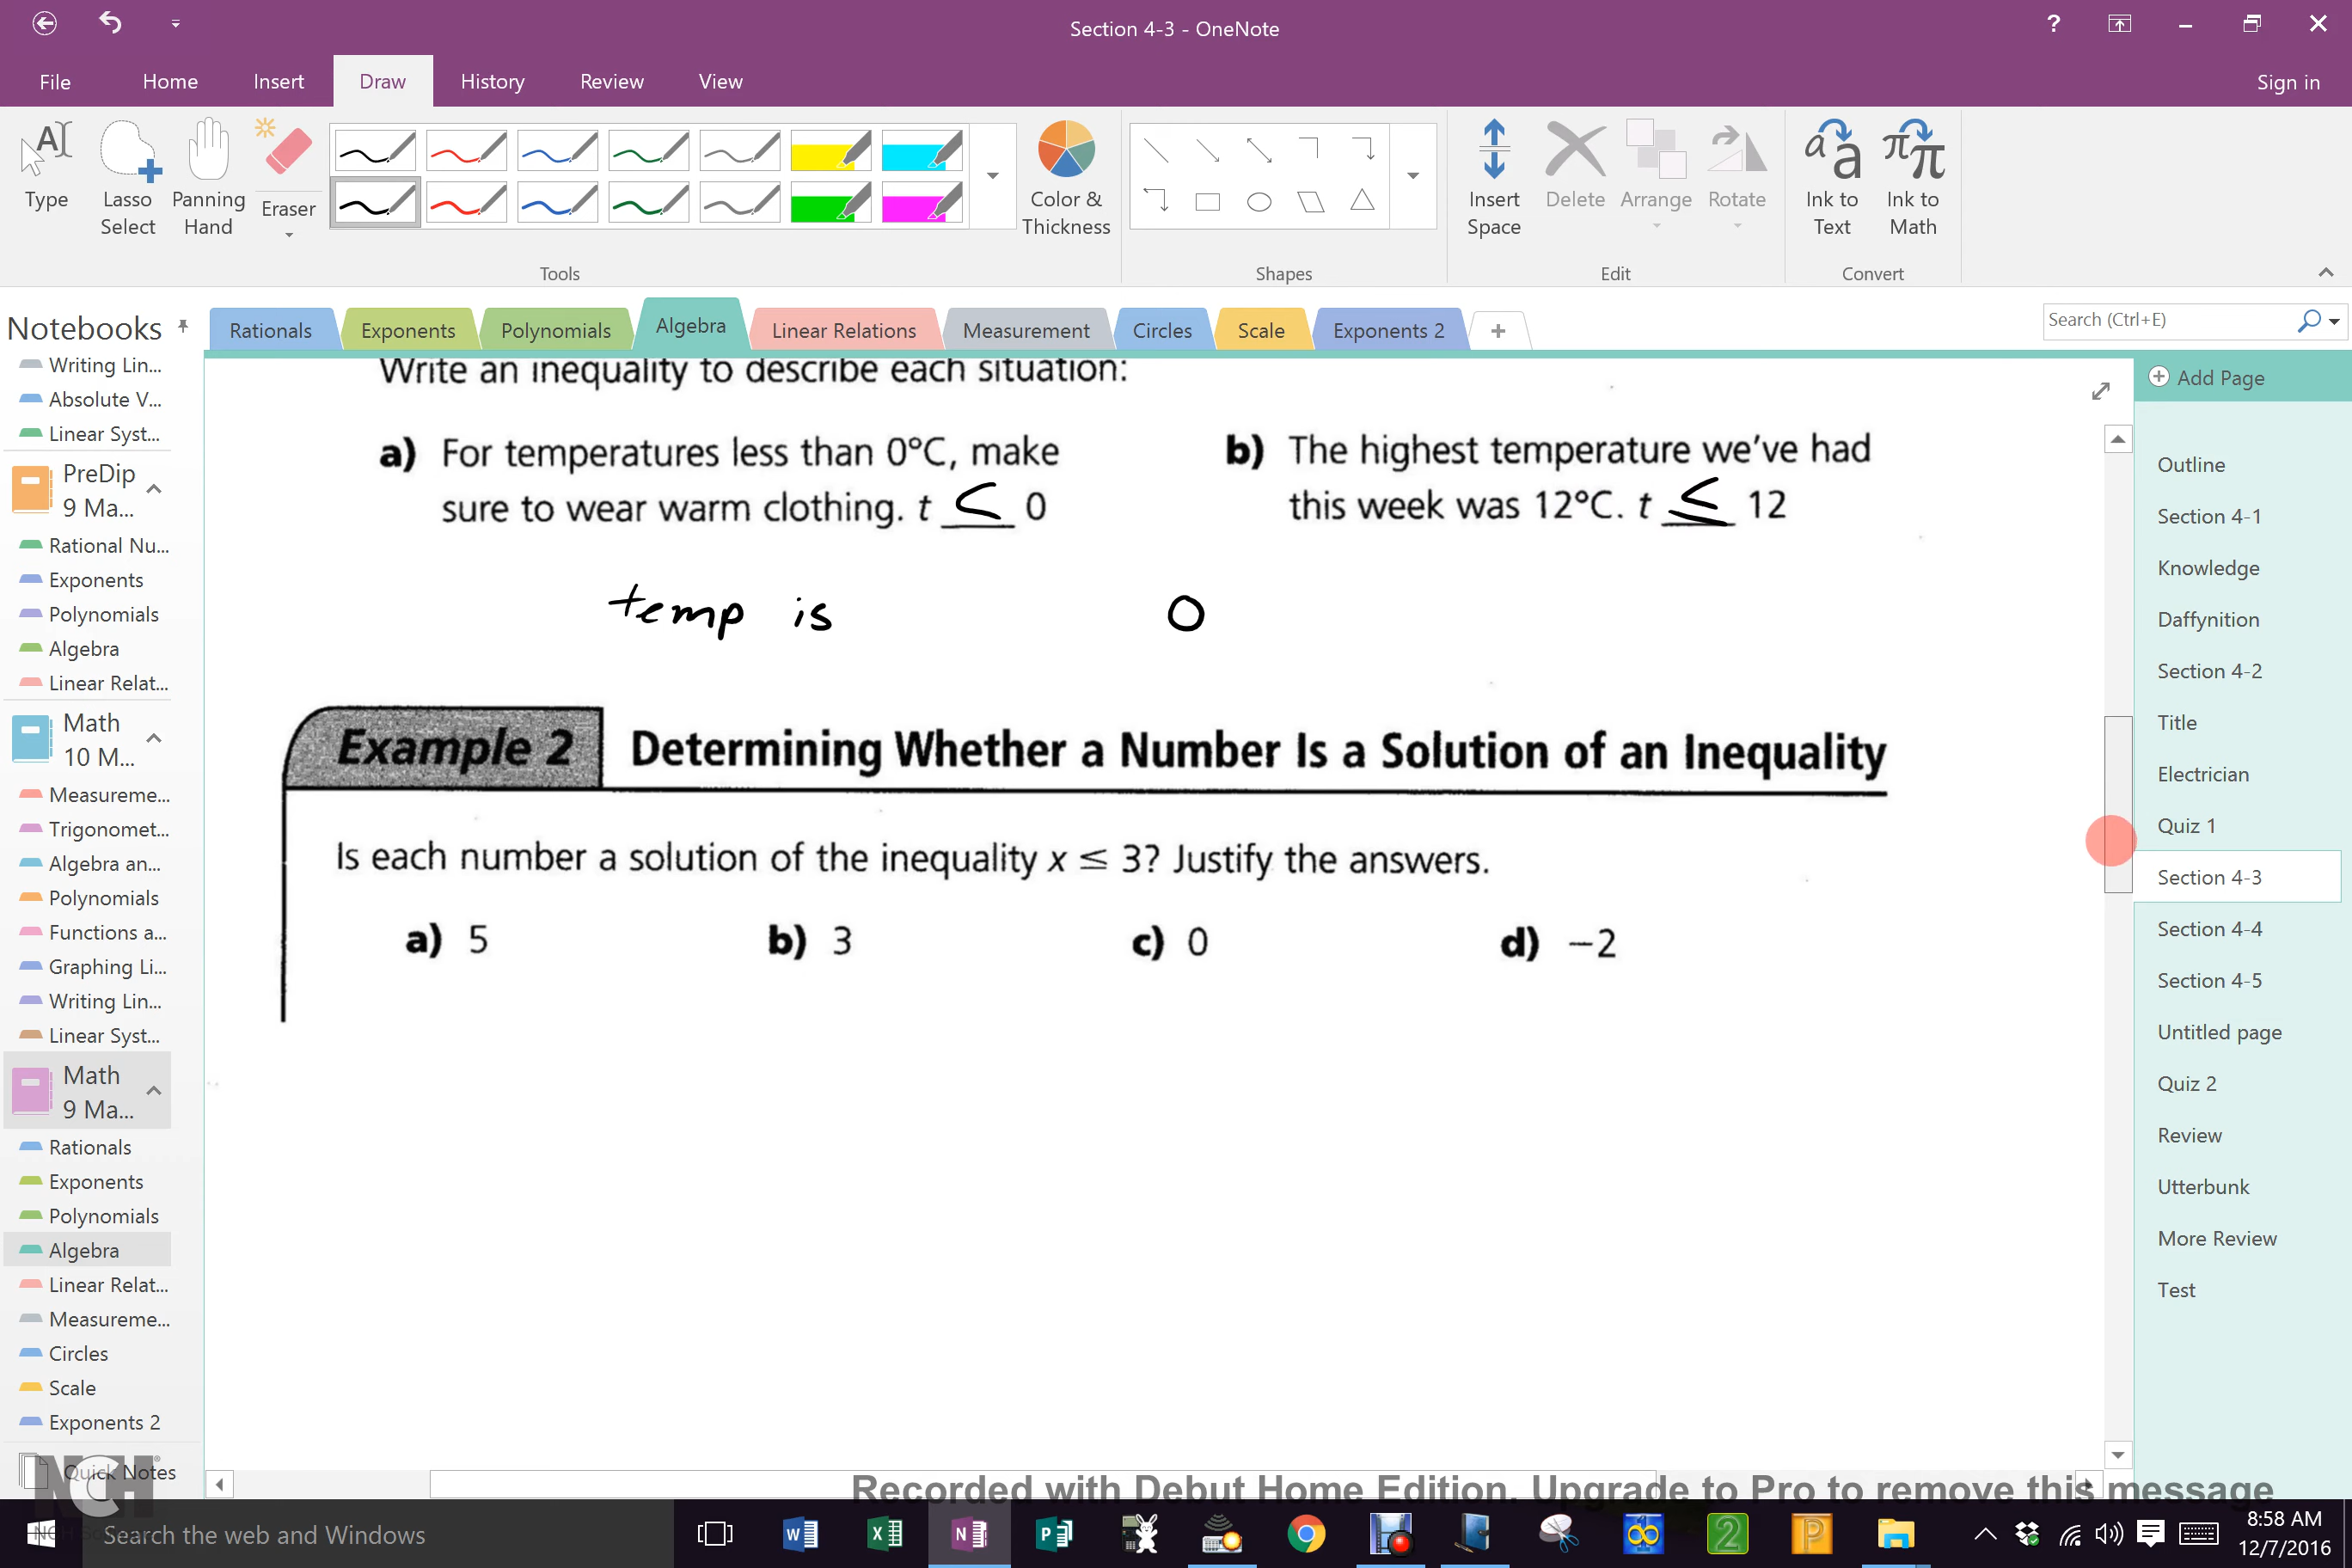 Section 4-3 - OneNote
?
File Home Insert Draw History Review View Sign in
Type
Lasso Select
Panning Hand
Eraser
Color & Thickness
Insert Space
Delete Arrange Rotate
Ink to Text
Ink to Math
Tools Shapes Edit Convert
Notebooks
Rationals Exponents Polynomials Algebra Linear Relations Measurement Circles Scale Exponents 2 +
Search (Ctrl+E)
Writing Lin...
Absolute V...
Linear Syst...
PreDip 9 Ma...
Rational Nu...
Exponents
Polynomials
Algebra
Linear Relat...
Math 10 M...
Measureme...
Trigonomet...
Algebra an...
Polynomials
Functions a...
Graphing Li...
Writing Lin...
Linear Syst...
Math 9 Ma...
Rationals
Exponents
Polynomials
Algebra
Linear Relat...
Measureme...
Circles
Scale
Exponents 2
Quick Notes
Write an inequality to describe each situation:
a) For temperatures less than 0°C, make
sure to wear warm clothing. t < 0
b) The highest temperature we've had
this week was 12°C. t ≤ 12
temp is 0
Example 2 Determining Whether a Number Is a Solution of an Inequality
Is each number a solution of the inequality x ≤ 3? Justify the answers.
a) 5 b) 3 c) 0 d) −2
Add Page
Outline
Section 4-1
Knowledge
Daffynition
Section 4-2
Title
Electrician
Quiz 1
Section 4-3
Section 4-4
Section 4-5
Untitled page
Quiz 2
Review
Utterbunk
More Review
Test
Recorded with Debut Home Edition. Upgrade to Pro to remove this message
NCH
Search the web and Windows
8:58 AM
12/7/2016